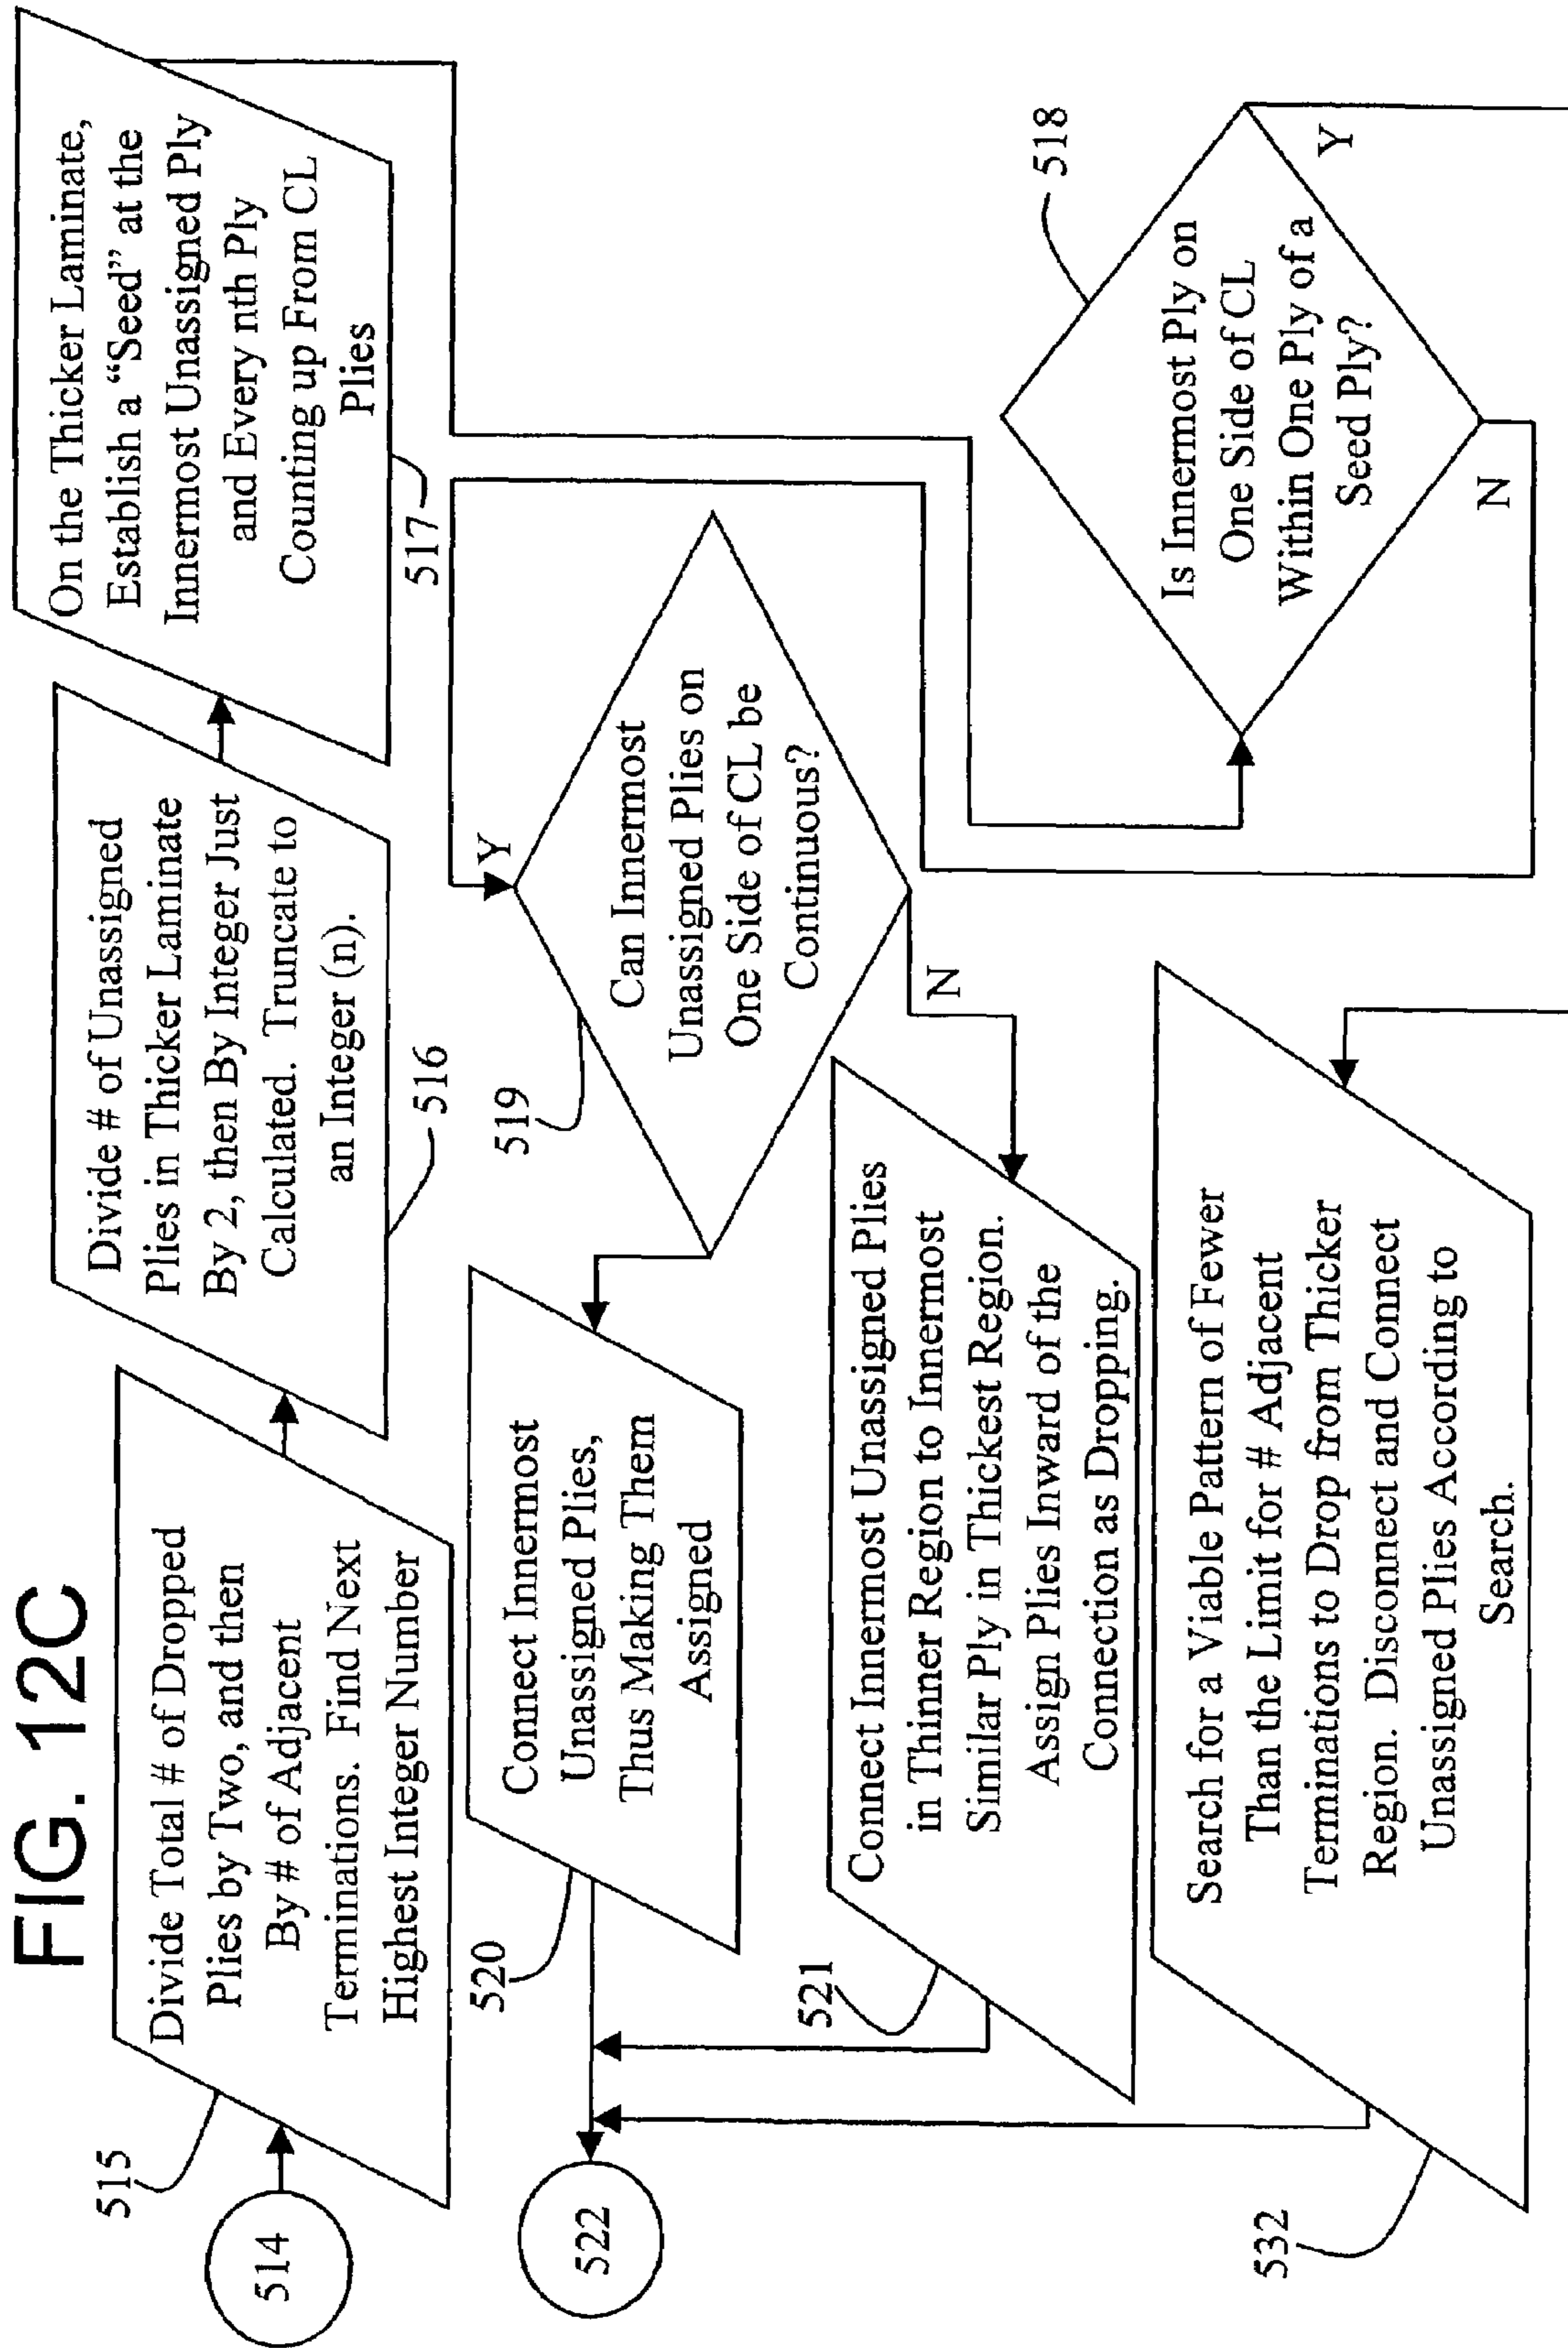 FIG. 12C
514
515
Divide Total # of Dropped
Plies by Two, and then
By # of Adjacent
Terminations. Find Next
Highest Integer Number
Divide # of Unassigned
Plies in Thicker Laminate
By 2, then By Integer Just
Calculated. Truncate to
an Integer (n).
516
On the Thicker Laminate,
Establish a “Seed” at the
Innermost Unassigned Ply
and Every nth Ply
Counting up From CL
Plies
517
522
520
Connect Innermost
Unassigned Plies,
Thus Making Them
Assigned
519
Y
Can Innermost
Unassigned Plies on
One Side of CL be
Continuous?
N
521
Connect Innermost Unassigned Plies
in Thinner Region to Innermost
Similar Ply in Thickest Region.
Assign Plies Inward of the
Connection as Dropping.
518
Is Innermost Ply on
One Side of CL
Within One Ply of a
Seed Ply?
Y
N
532
Search for a Viable Pattern of Fewer
Than the Limit for # Adjacent
Terminations to Drop from Thicker
Region. Disconnect and Connect
Unassigned Plies According to
Search.